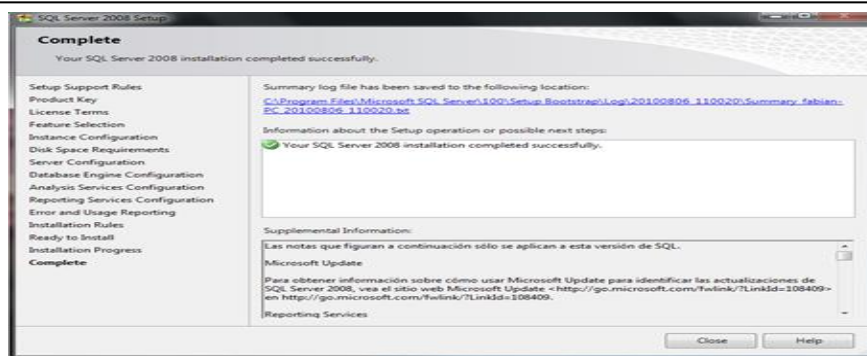 SQL Server 2008 Setup
Complete
Your SQL Server 2008 installation completed successfully.
Setup Support Rules
Product Key
License Terms
Feature Selection
Instance Configuration
Disk Space Requirements
Server Configuration
Database Engine Configuration
Analysis Services Configuration
Reporting Services Configuration
Error and Usage Reporting
Installation Rules
Ready to Install
Installation Progress
Complete
Summary log file has been saved to the following location:
C:\Program Files\Microsoft SQL Server\100\Setup Bootstrap\Log\20100806_110020\Summary_fabian-
PC_20100806_110020.txt
Information about the Setup operation or possible next steps:
Your SQL Server 2008 installation completed successfully.
Supplemental Information:
Las notas que figuran a continuación sólo se aplican a esta versión de SQL.
Microsoft Update
Para obtener información sobre cómo usar Microsoft Update para identificar las actualizaciones de
SQL Server 2008, vea el sitio web Microsoft Update <http://go.microsoft.com/fwlink/?LinkId=108409>
en http://go.microsoft.com/fwlink/?LinkId=108409.
Reporting Services
Close
Help